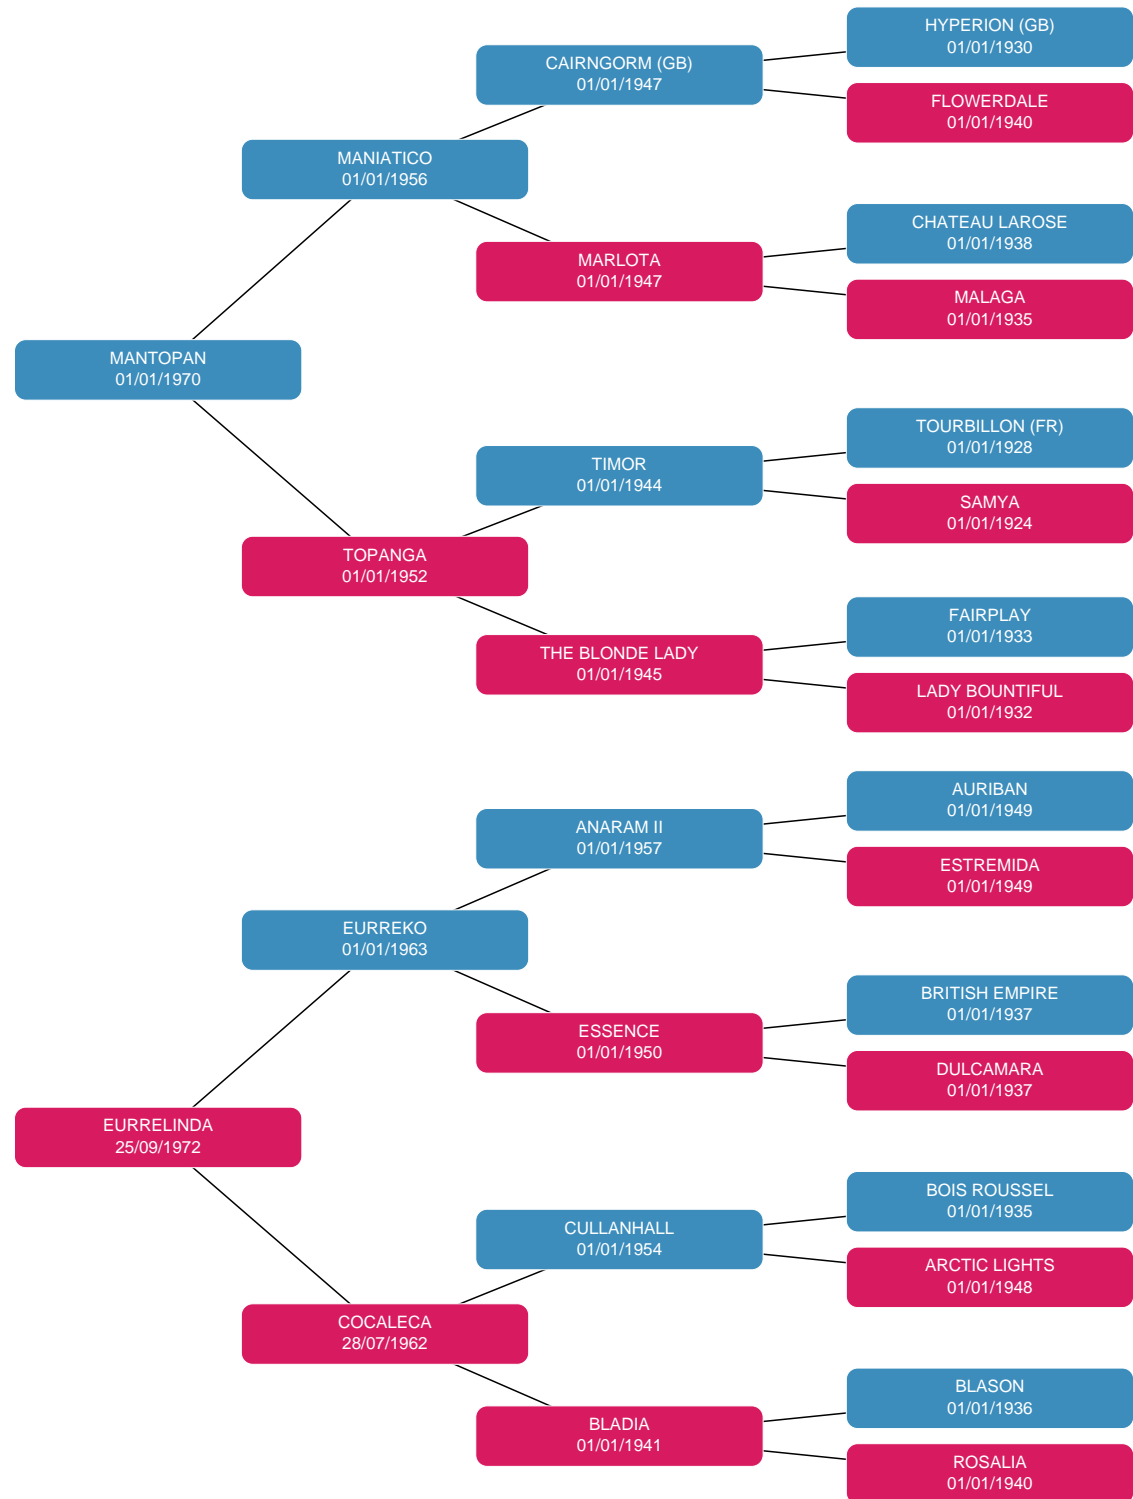 HYPERION (GB)
01/01/1930
CAIRNGORM (GB)
01/01/1947
FLOWERDALE
01/01/1940
MANIATICO
01/01/1956
CHATEAU LAROSE
01/01/1938
MARLOTA
01/01/1947
MALAGA
01/01/1935
MANTOPAN
01/01/1970
TOURBILLON (FR)
01/01/1928
TIMOR
01/01/1944
SAMYA
01/01/1924
TOPANGA
01/01/1952
FAIRPLAY
01/01/1933
THE BLONDE LADY
01/01/1945
LADY BOUNTIFUL
01/01/1932
AURIBAN
01/01/1949
ANARAM II
01/01/1957
ESTREMIDA
01/01/1949
EURREKO
01/01/1963
BRITISH EMPIRE
01/01/1937
ESSENCE
01/01/1950
DULCAMARA
01/01/1937
EURRELINDA
25/09/1972
BOIS ROUSSEL
01/01/1935
CULLANHALL
01/01/1954
ARCTIC LIGHTS
01/01/1948
COCALECA
28/07/1962
BLASON
01/01/1936
BLADIA
01/01/1941
ROSALIA
01/01/1940